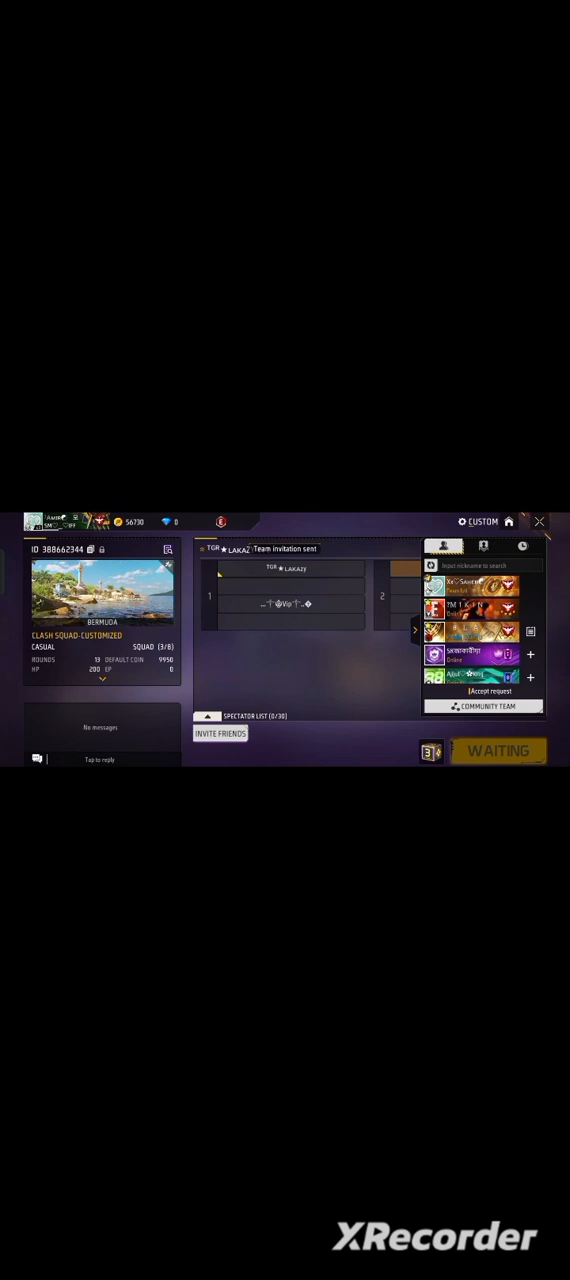 56730
0
E
CUSTOM
ID 388662344
BERMUDA
CLASH SQUAD-CUSTOMIZED
CASUAL SQUAD (3/8)
ROUNDS 13 DEFAULT COIN 9950
HP 200 EP 0
No messages
Tap to reply
TGR★LAKAZ Team invitation sent
1
TGR★LAKAZY
2
SPECTATOR LIST (0/30)
INVITE FRIENDS
Input nickname to search
Online
Accept request
COMMUNITY TEAM
3
WAITING
XRecorder